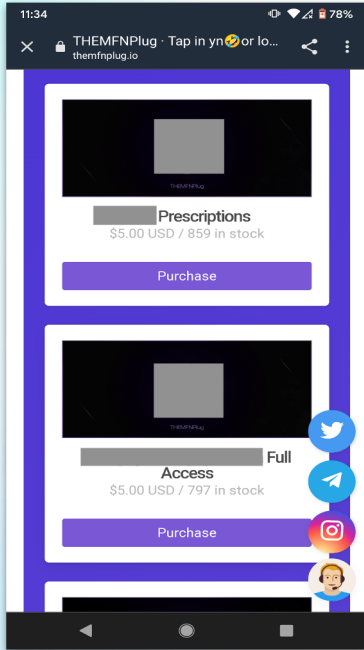 11:34
78%
THEMFNPlug · Tap in yn🤣or lo...
themfnplug.io
THEMFNPlug
Prescriptions
$5.00 USD / 859 in stock
Purchase
THEMFNPlug
Full
Access
$5.00 USD / 797 in stock
Purchase